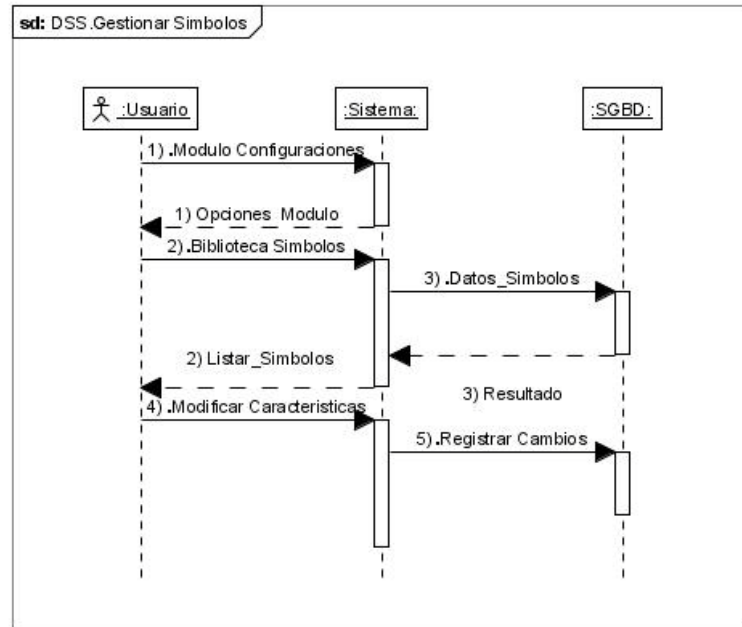 sd: DSS.Gestionar Simbolos
:Usuario
:Sistema:
:SGBD:
1) .Modulo Configuraciones
1) Opciones_Modulo
2) .Biblioteca Simbolos
3) .Datos_Simbolos
2) Listar_Simbolos
3) Resultado
4) .Modificar Caracteristicas
5) .Registrar Cambios